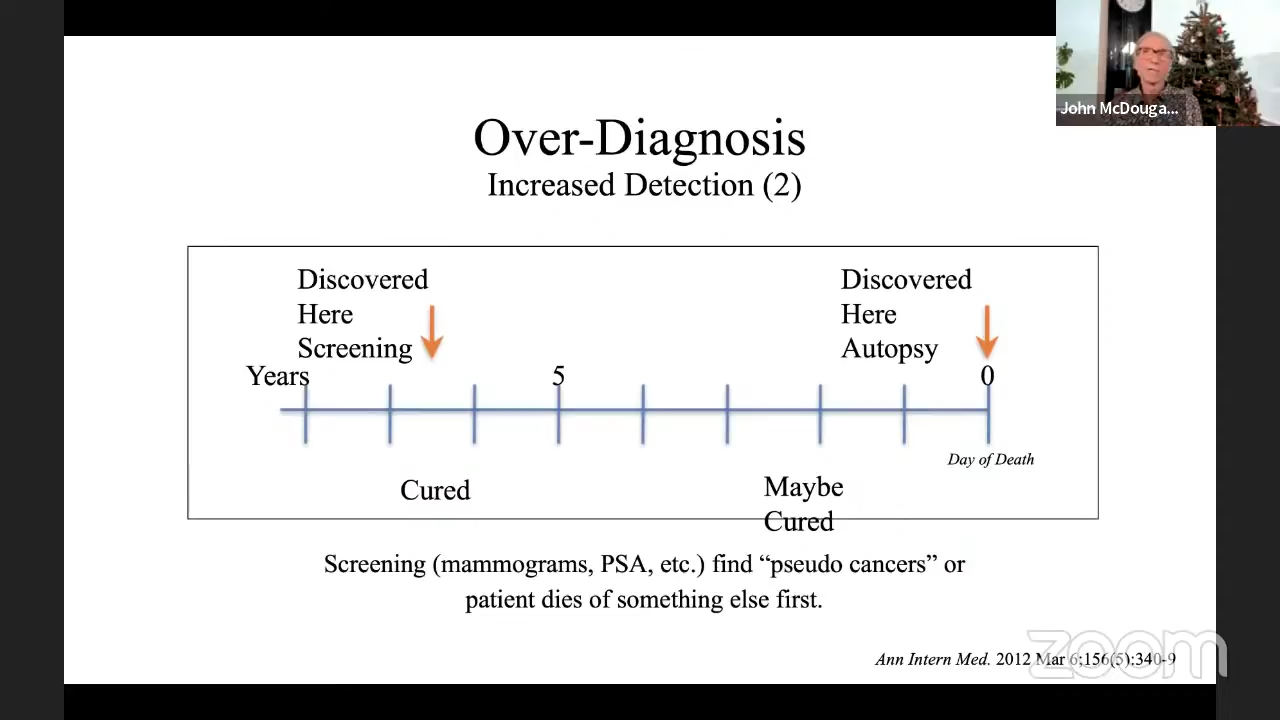 John McDouga...
Over-Diagnosis
Increased Detection (2)
Discovered
Here
Screening
Discovered
Here
Autopsy
Years
5
0
Day of Death
Cured
Maybe
Cured
Screening (mammograms, PSA, etc.) find “pseudo cancers” or
patient dies of something else first.
Ann Intern Med. 2012 Mar 6;156(5):340-9
zoom